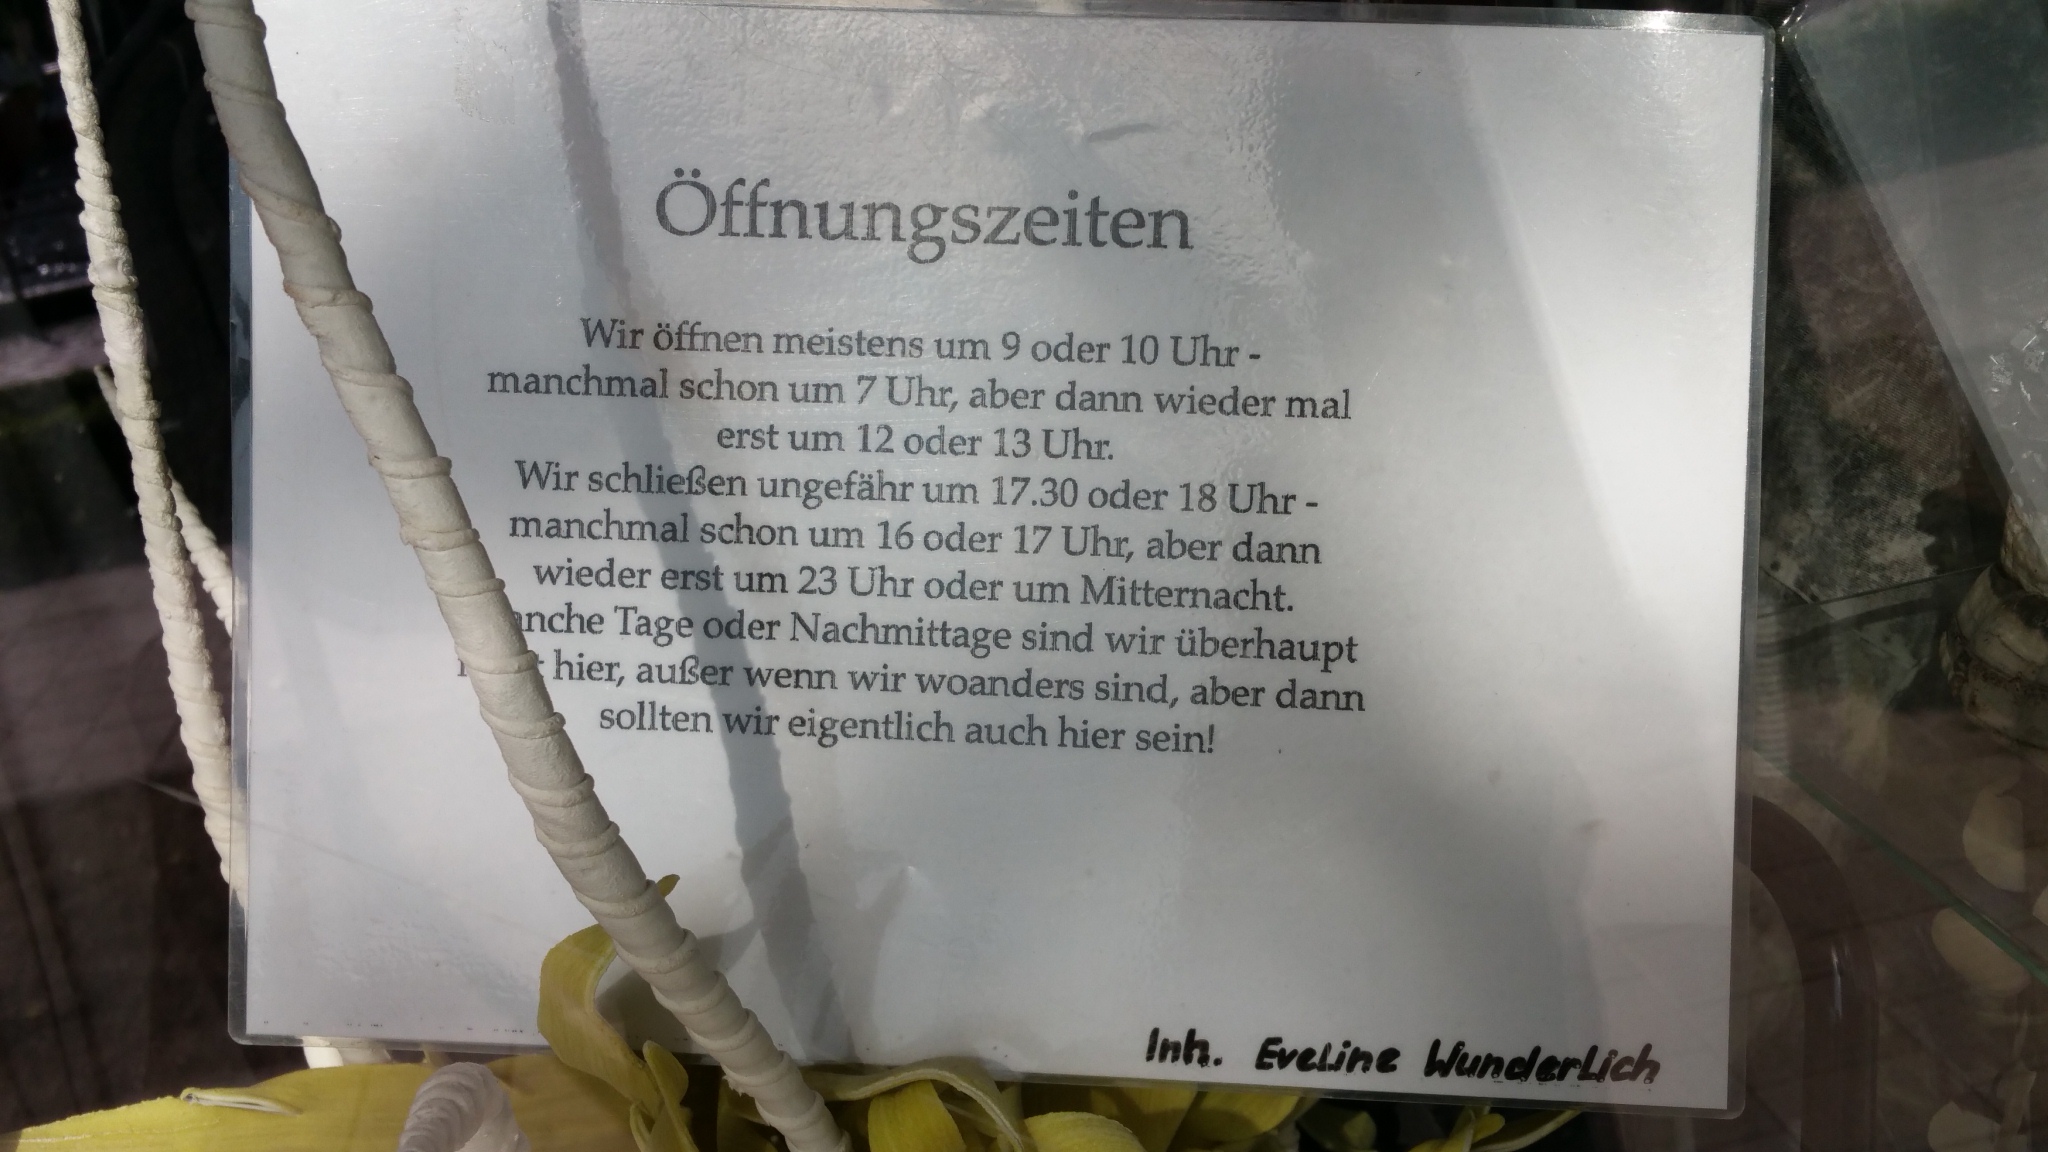 Öffnungszeiten
Wir öffnen meistens um 9 oder 10 Uhr -
manchmal schon um 7 Uhr, aber dann wieder mal
erst um 12 oder 13 Uhr.
Wir schließen ungefähr um 17.30 oder 18 Uhr -
manchmal schon um 16 oder 17 Uhr, aber dann
wieder erst um 23 Uhr oder um Mitternacht.
Tage oder Nachmittage sind wir überhaupt
hier, außer wenn wir woanders sind, aber dann
sollten wir eigentlich auch hier sein!
Inh. Eveline Wunderlich